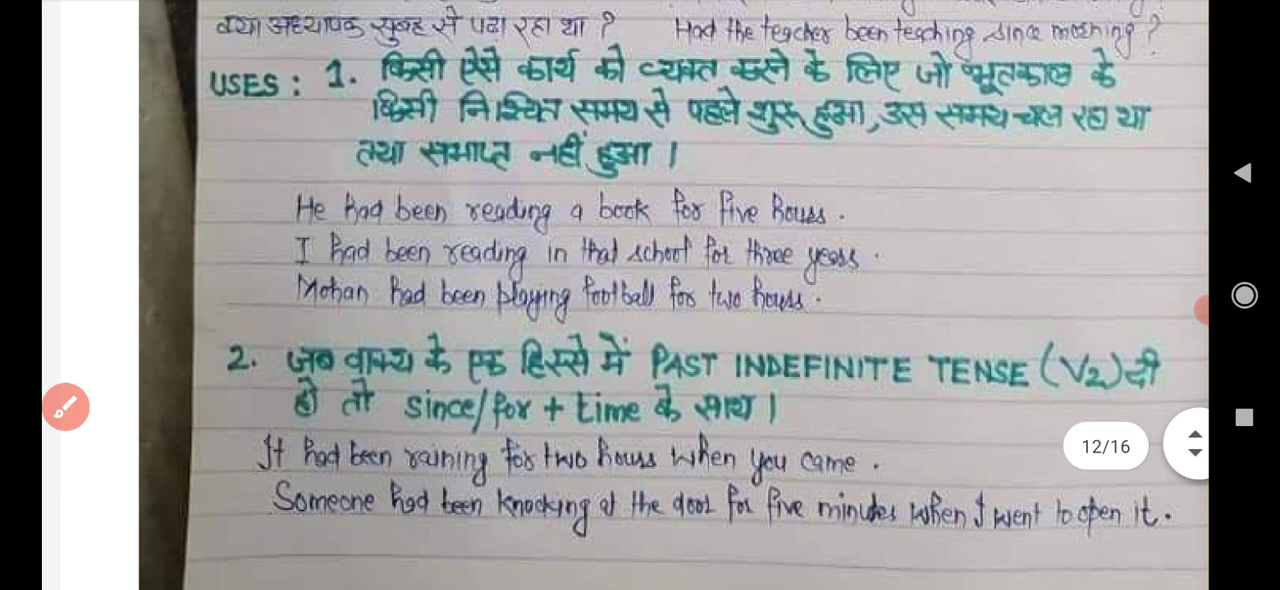 क्या अध्यापक सुबह से पढा रहा था ? Had the teacher been teaching since morning ?
USES : 1. किसी ऐसे कार्य को व्यक्त करने के लिए जो भूतकाल के
किसी निश्चित समय से पहले शुरू हुआ, उस समय चल रहा था
तथा समाप्त नहीं हुआ ।
He had been reading a book for five hours .
I had been reading in that school for three years .
Mohan had been playing football for two hours .
2. जब वाक्य के एक हिस्से में PAST INDEFINITE TENSE (V2) दी
हो तो since/for + time के साथ ।
It had been raining for two hours when you came .
12/16
Someone had been knocking at the door for five minutes when I went to open it .